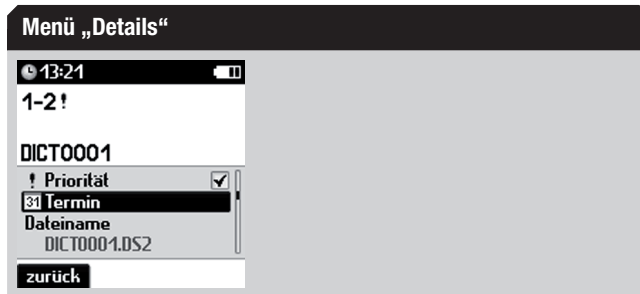 Menü „Details“
13:21
1-2!
DICT0001
! Priorität
31 Termin
Dateiname
DICT0001.DS2
zurück